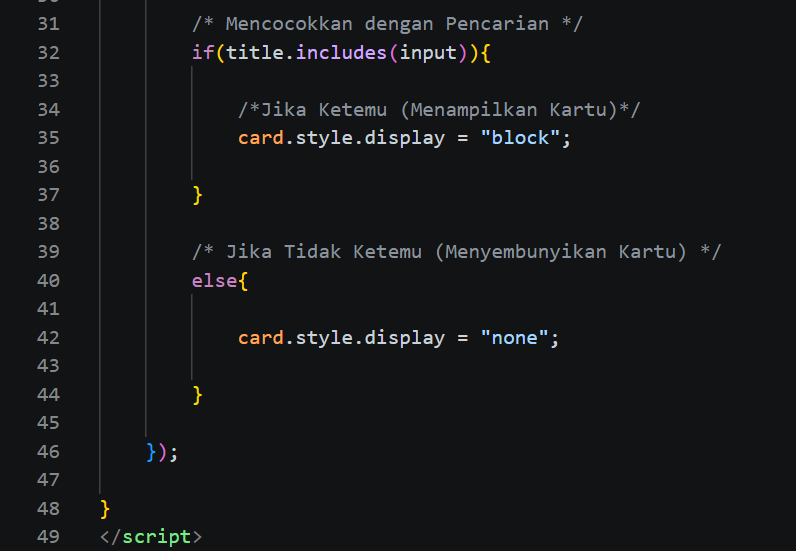 31 /* Mencocokkan dengan Pencarian */
32 if(title.includes(input)){
33
34 /*Jika Ketemu (Menampilkan Kartu)*/
35 card.style.display = "block";
36
37 }
38
39 /* Jika Tidak Ketemu (Menyembunyikan Kartu) */
40 else{
41
42 card.style.display = "none";
43
44 }
45
46 });
47
48 }
49 </script>